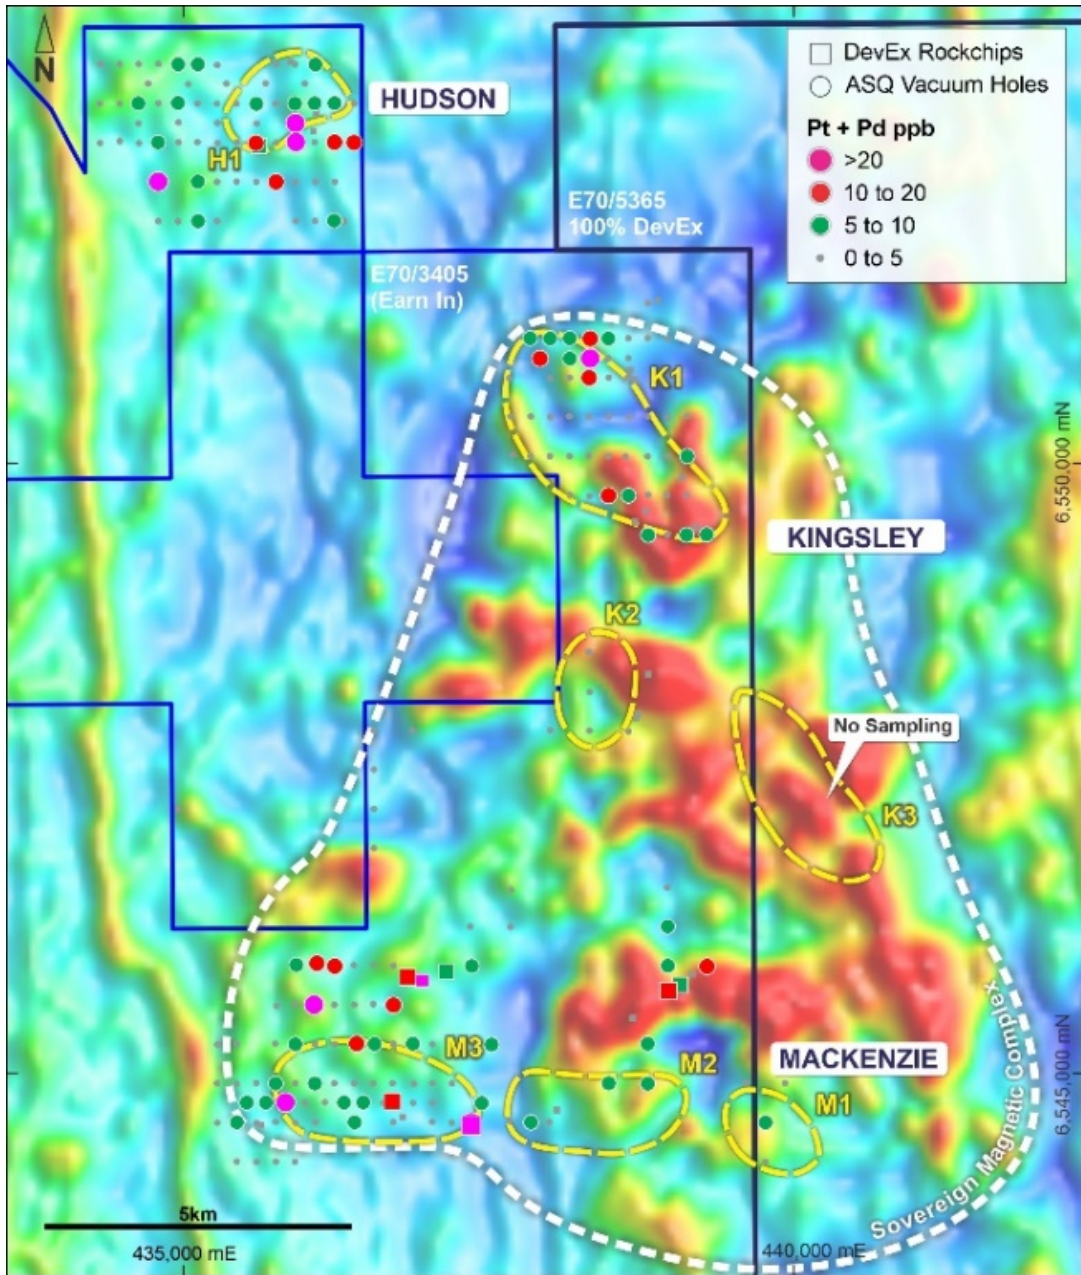 N
HUDSON
H1
DevEx Rockchips
ASQ Vacuum Holes
Pt + Pd ppb
>20
10 to 20
5 to 10
0 to 5
E70/5365
100% DevEx
E70/3405
(Earn In)
K1
6,550,000 mN
KINGSLEY
K2
No Sampling
K3
M3
M2
MACKENZIE
M1
6,545,000 mN
Sovereign Magnetic Complex
5km
435,000 mE
440,000 mE